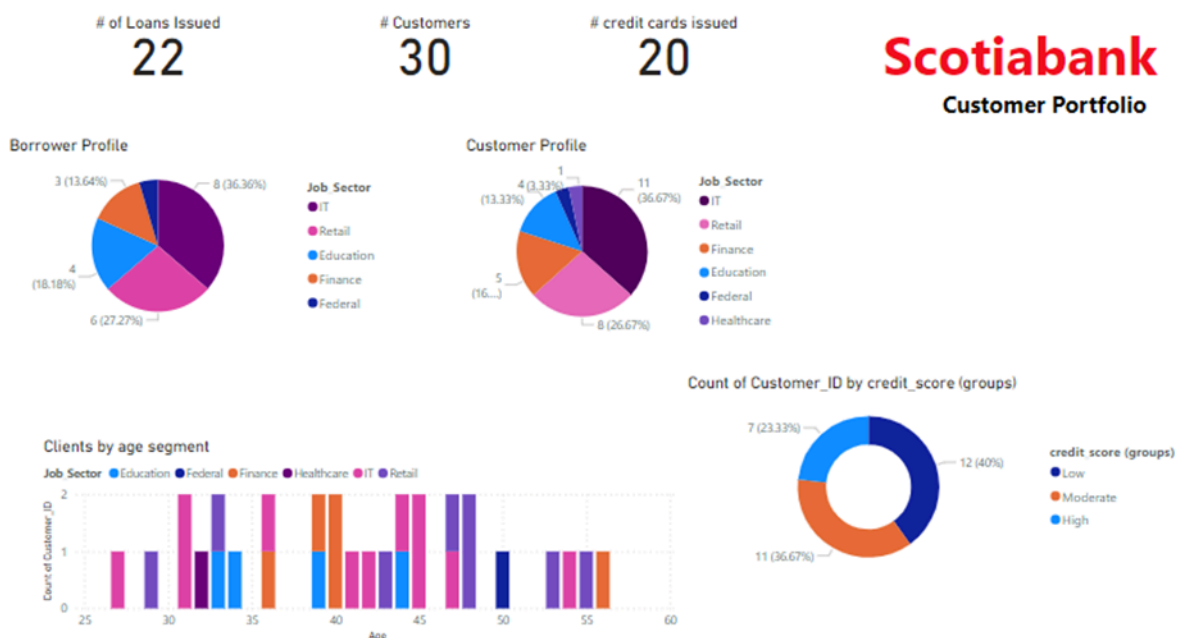 # of Loans Issued
22
# Customers
30
# credit cards issued
20
Scotiabank
Customer Portfolio
Borrower Profile
3 (13.64%)
8 (36.36%)
4
(18.18%)
6 (27.27%)
Job_Sector
IT
Retail
Education
Finance
Federal
Customer Profile
1
(3.33%)
4
(13.33%)
11
(36.67%)
5
(16....)
8 (26.67%)
Job_Sector
IT
Retail
Finance
Education
Federal
Healthcare
Count of Customer_ID by credit_score (groups)
7 (23.33%)
12 (40%)
11 (36.67%)
credit_score (groups)
Low
Moderate
High
Clients by age segment
Job_Sector Education Federal Finance Healthcare IT Retail
Count of Customer_ID
2
1
0
25 30 35 40 45 50 55 60
Age